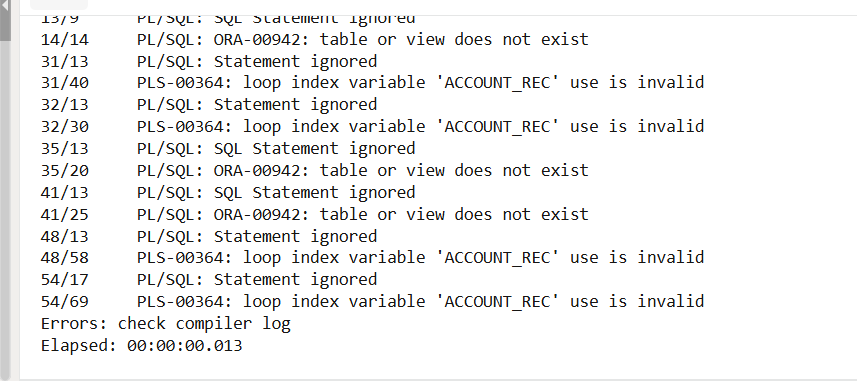 13/9 PL/SQL: SQL Statement ignored
14/14 PL/SQL: ORA-00942: table or view does not exist
31/13 PL/SQL: Statement ignored
31/40 PLS-00364: loop index variable 'ACCOUNT_REC' use is invalid
32/13 PL/SQL: Statement ignored
32/30 PLS-00364: loop index variable 'ACCOUNT_REC' use is invalid
35/13 PL/SQL: SQL Statement ignored
35/20 PL/SQL: ORA-00942: table or view does not exist
41/13 PL/SQL: SQL Statement ignored
41/25 PL/SQL: ORA-00942: table or view does not exist
48/13 PL/SQL: Statement ignored
48/58 PLS-00364: loop index variable 'ACCOUNT_REC' use is invalid
54/17 PL/SQL: Statement ignored
54/69 PLS-00364: loop index variable 'ACCOUNT_REC' use is invalid
Errors: check compiler log
Elapsed: 00:00:00.013